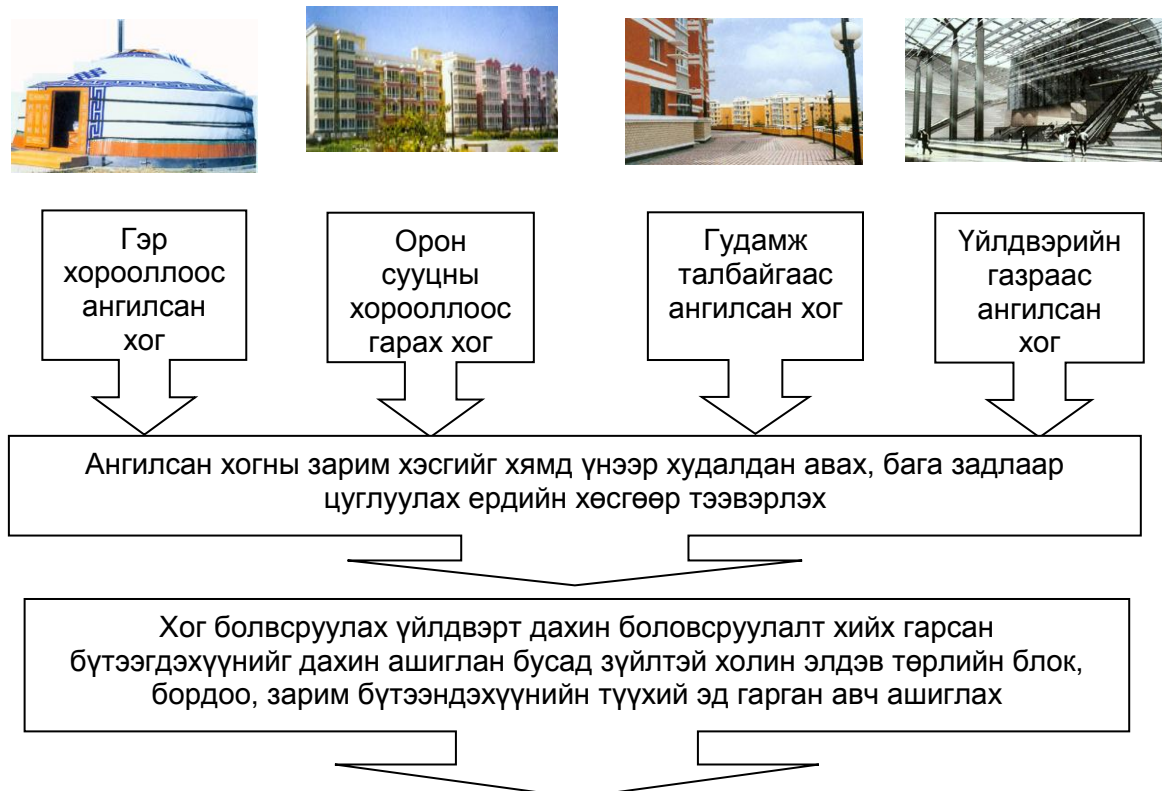 Гэр
хорооллоос
ангилсан
хог
Орон
сууцны
хорооллоос
гарах хог
Гудамж
талбайгаас
ангилсан хог
Үйлдвэрийн
газраас
ангилсан
хог
Ангилсан хогны зарим хэсгийг хямд үнээр худалдан авах, бага задлаар
цуглуулах ердийн хөсгөөр тээвэрлэх
Хог болвсруулах үйлдвэрт дахин боловсруулалт хийх гарсан
бүтээгдэхүүнийг дахин ашиглан бусад зүйлтэй холин элдэв төрлийн блок,
бордоо, зарим бүтээндэхүүнийн түүхий эд гарган авч ашиглах